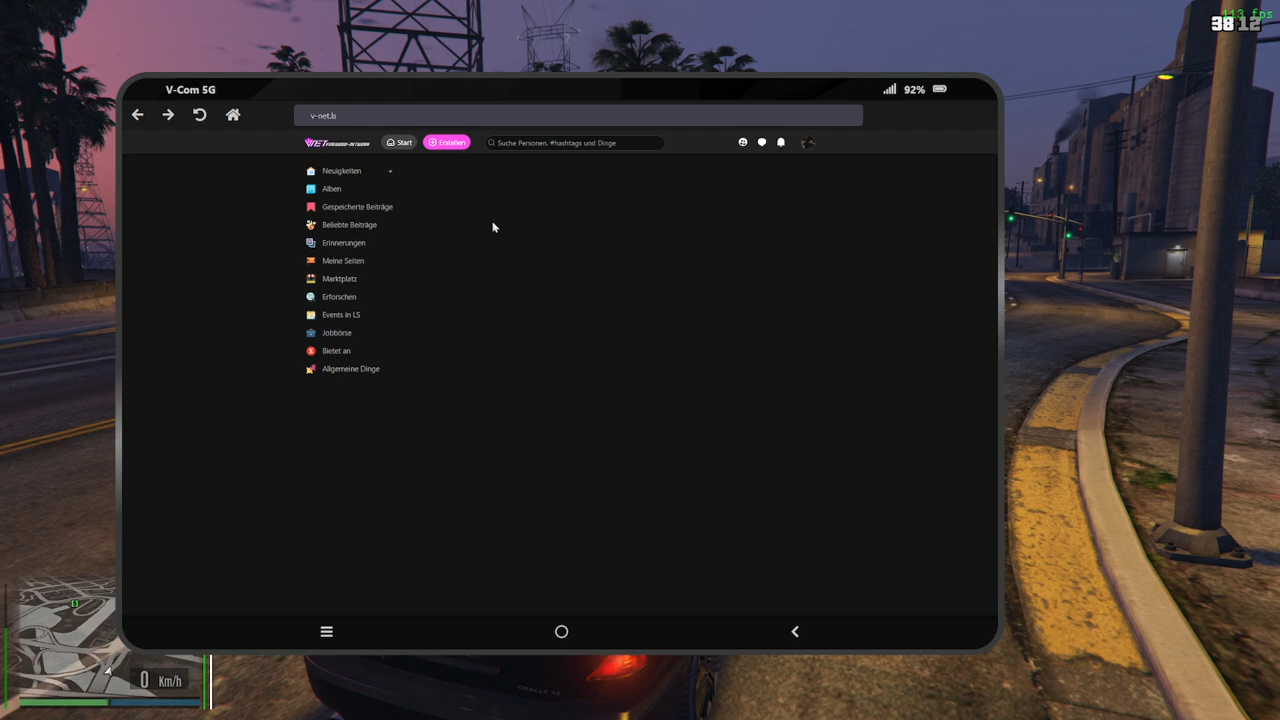 113 fps
38 12
V-Com 5G
92%
v-net.ls
Start
Erstellen
Suche Personen, #hashtags und Dinge
Neuigkeiten
Alben
Gespeicherte Beiträge
Beliebte Beiträge
Erinnerungen
Meine Seiten
Marktplatz
Erforschen
Events in LS
Jobbörse
Bietet an
Allgemeine Dinge
0 Km/h